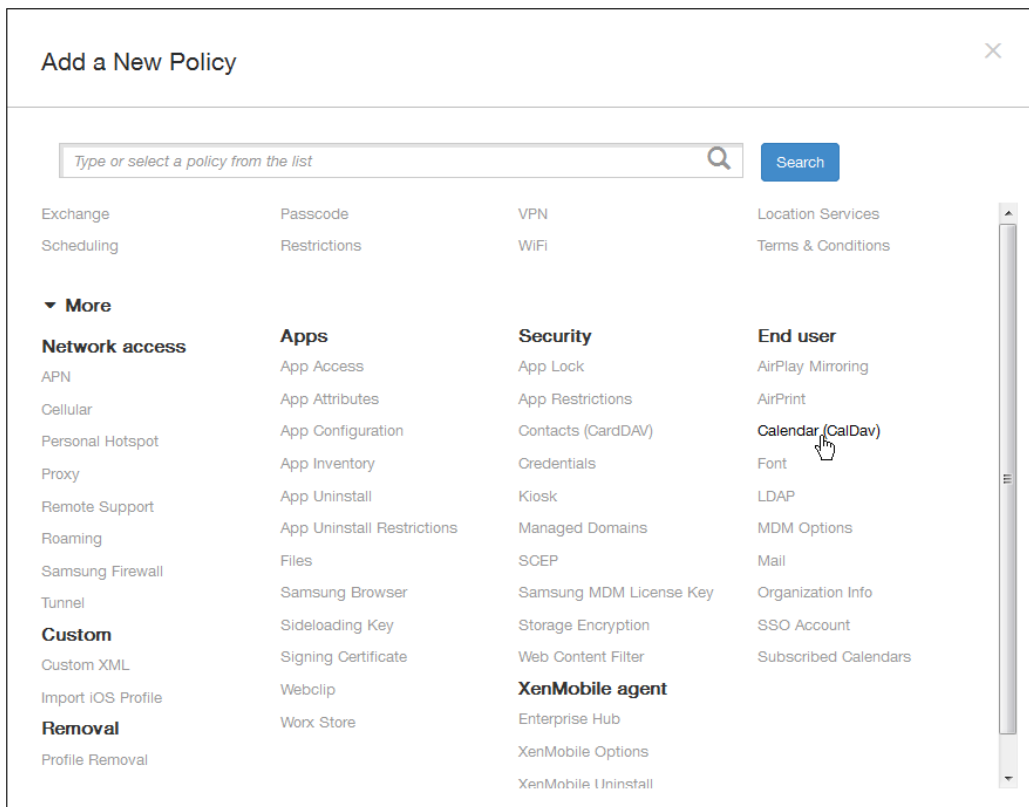 Add a New Policy
Type or select a policy from the list
Search
Exchange
Passcode
VPN
Location Services
Scheduling
Restrictions
WiFi
Terms & Conditions
More
Network access
APN
Cellular
Personal Hotspot
Proxy
Remote Support
Roaming
Samsung Firewall
Tunnel
Custom
Custom XML
Import iOS Profile
Removal
Profile Removal
Apps
App Access
App Attributes
App Configuration
App Inventory
App Uninstall
App Uninstall Restrictions
Files
Samsung Browser
Sideloading Key
Signing Certificate
Webclip
Worx Store
Security
App Lock
App Restrictions
Contacts (CardDAV)
Credentials
Kiosk
Managed Domains
SCEP
Samsung MDM License Key
Storage Encryption
Web Content Filter
XenMobile agent
Enterprise Hub
XenMobile Options
XenMobile Uninstall
End user
AirPlay Mirroring
AirPrint
Calendar (CalDav)
Font
LDAP
MDM Options
Mail
Organization Info
SSO Account
Subscribed Calendars